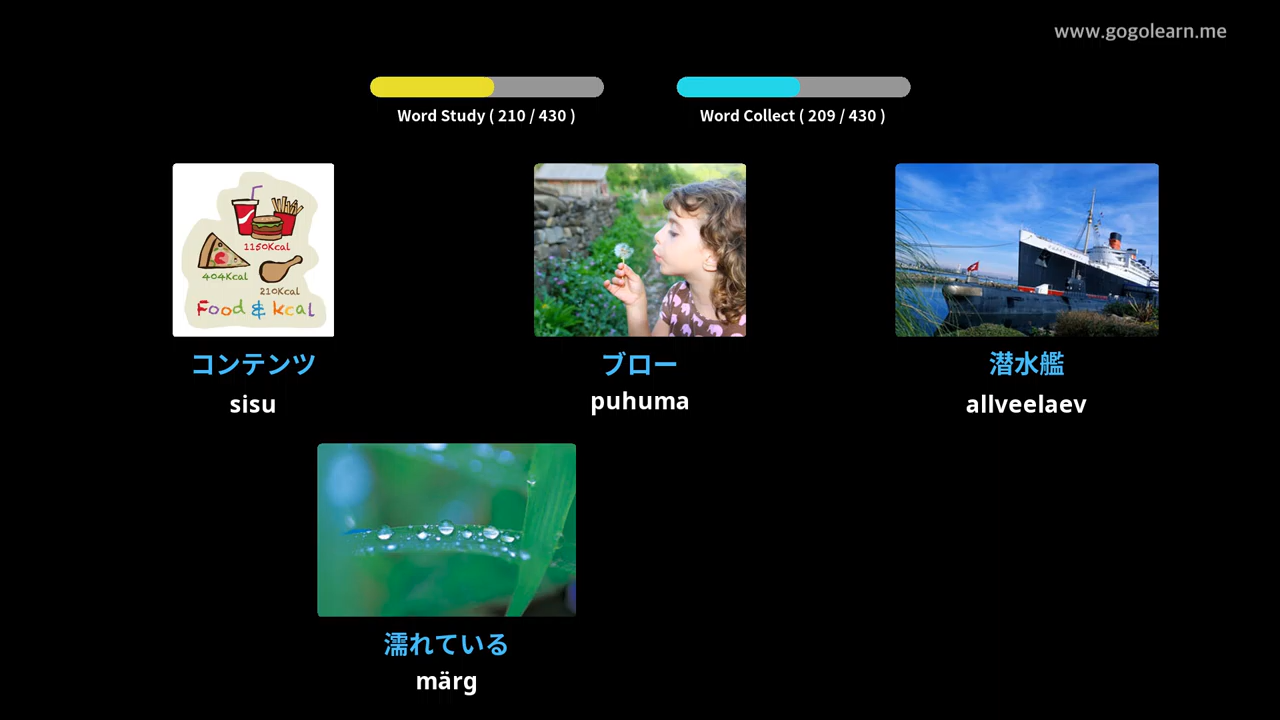 www.gogolearn.me
Word Study ( 210 / 430 )
Word Collect ( 209 / 430 )
1150Kcal
404Kcal
210Kcal
Food & kcal
コンテンツ
sisu
ブロー
puhuma
潜水艦
allveelaev
濡れている
märg